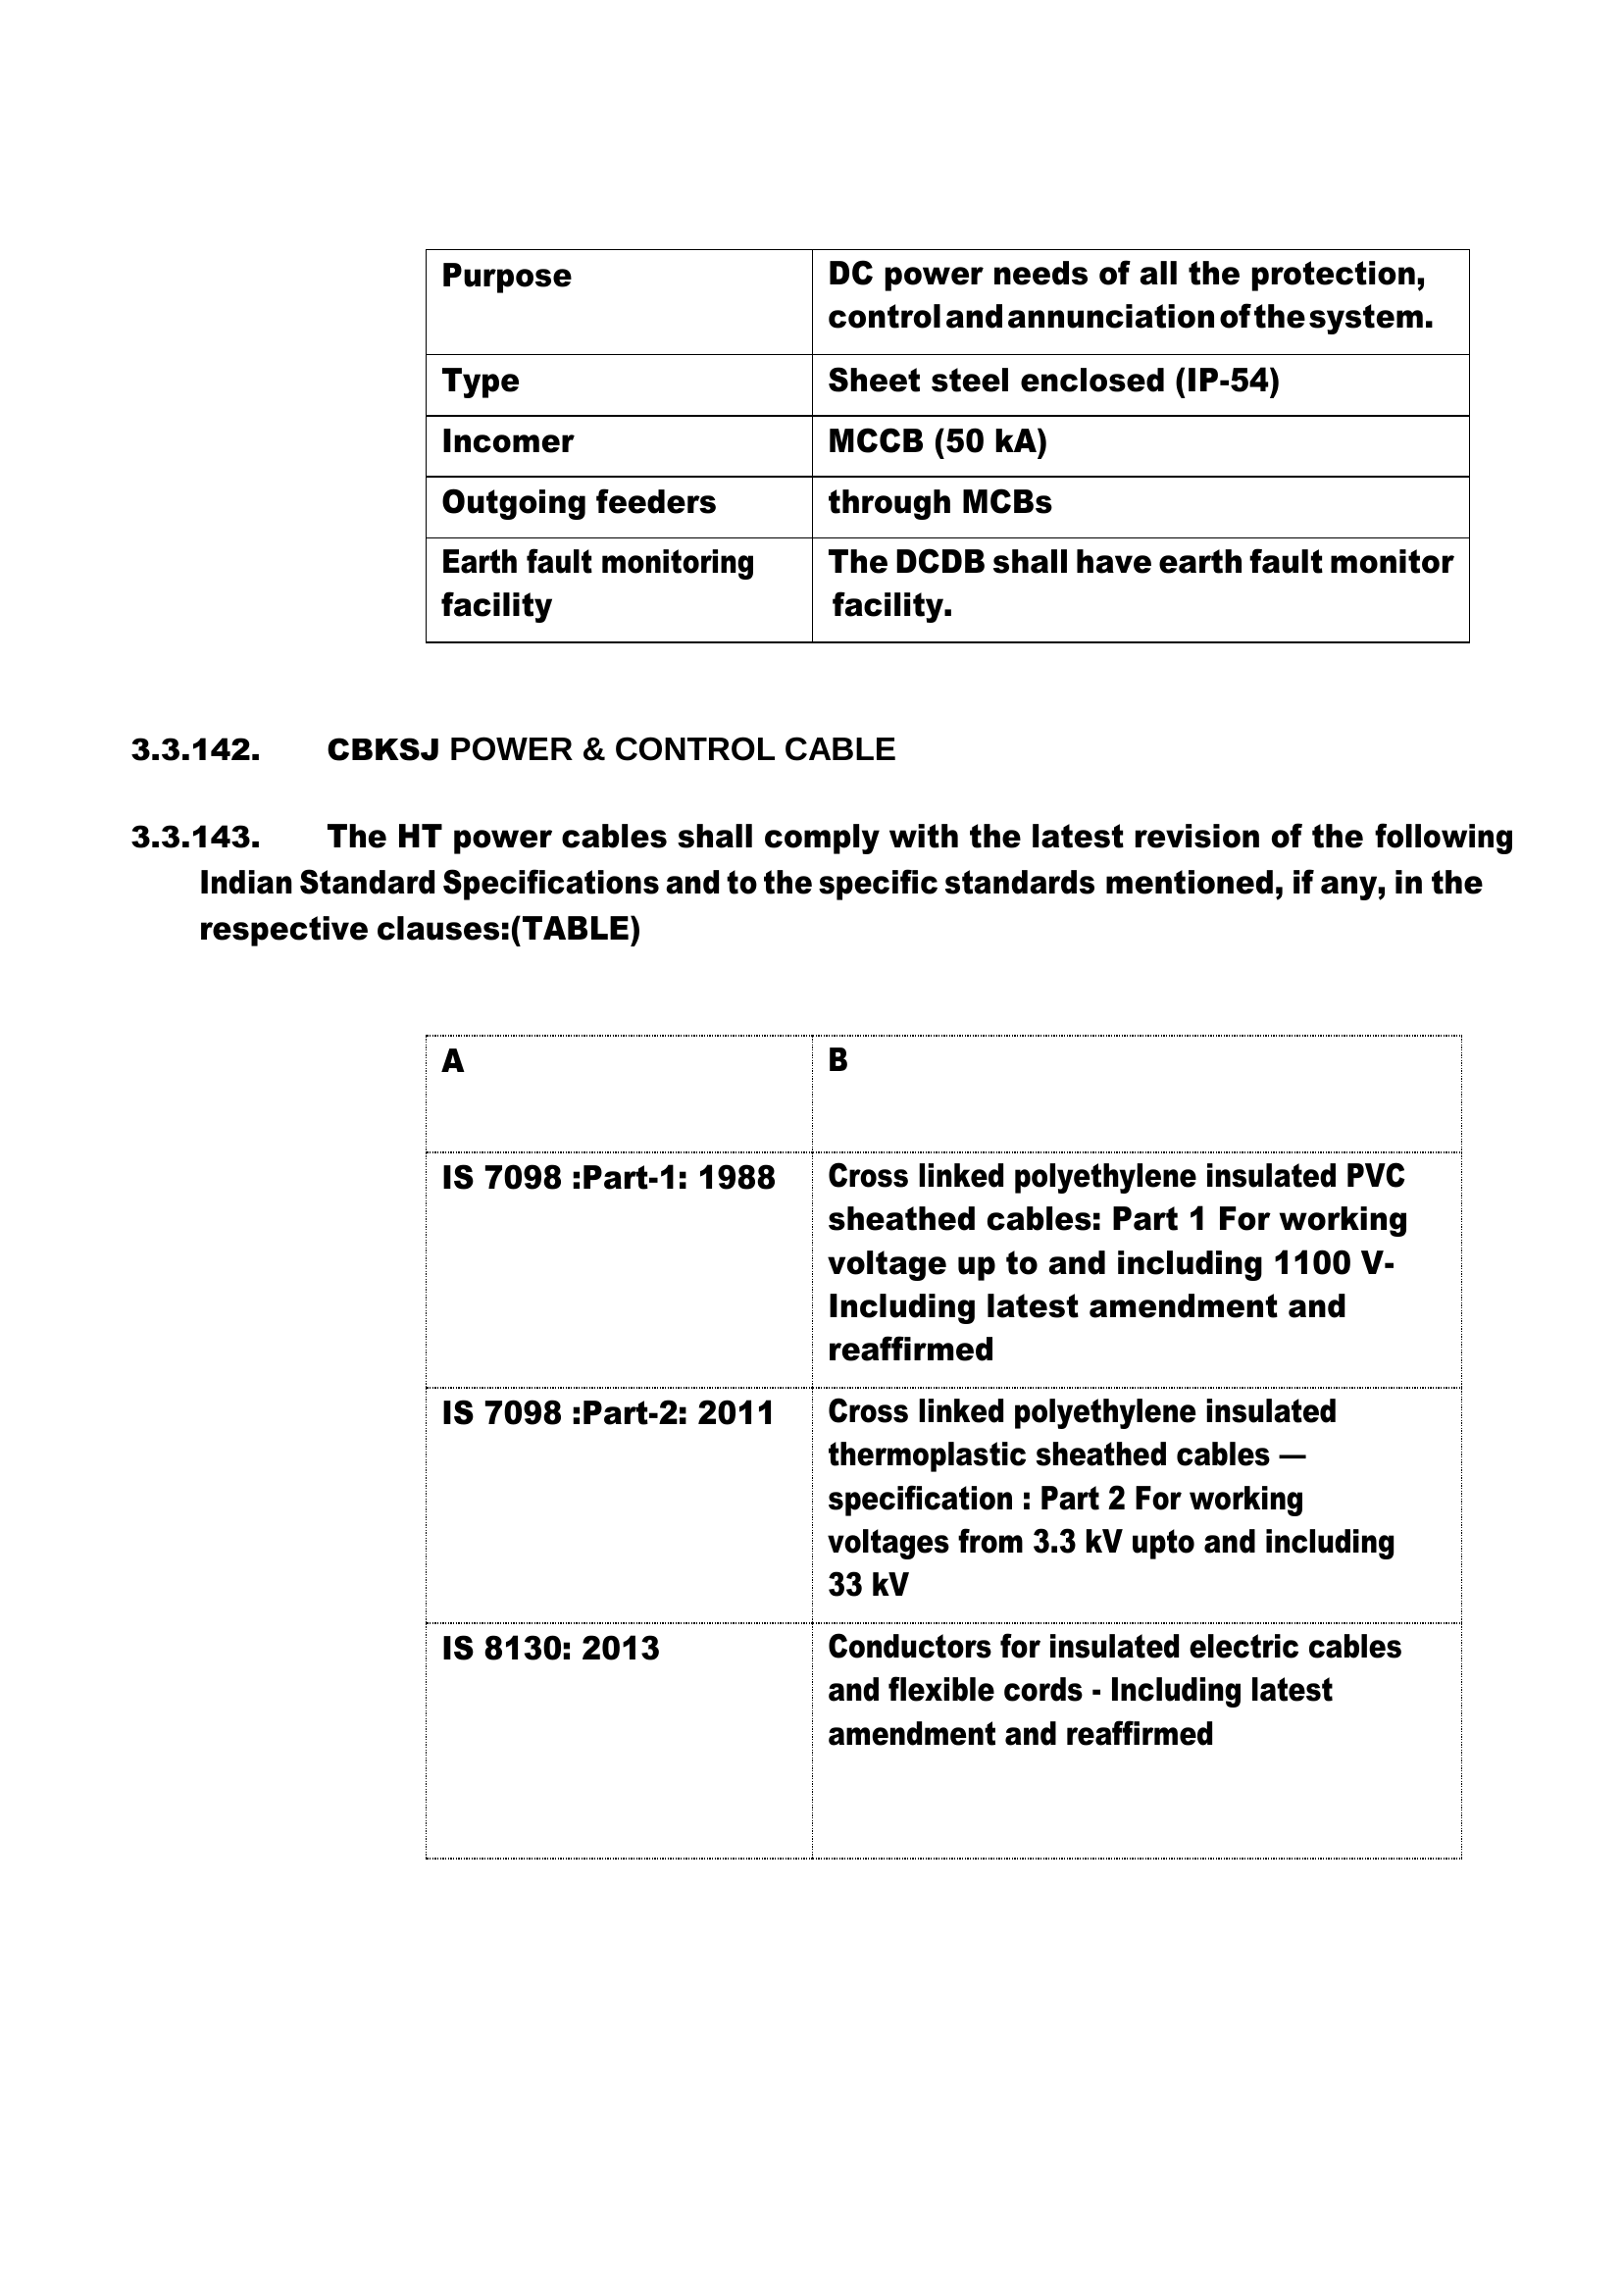 Purpose
DC power needs of all the protection,
control and annunciation of the system.
Type
Sheet steel enclosed (IP-54)
Incomer
MCCB (50 kA)
Outgoing feeders
through MCBs
Earth fault monitoring
facility
The DCDB shall have earth fault monitor
facility.
3.3.142. CBKSJ POWER & CONTROL CABLE
3.3.143. The HT power cables shall comply with the latest revision of the following
Indian Standard Specifications and to the specific standards mentioned, if any, in the
respective clauses:(TABLE)
A
B
IS 7098 :Part-1: 1988
Cross linked polyethylene insulated PVC
sheathed cables: Part 1 For working
voltage up to and including 1100 V-
Including latest amendment and
reaffirmed
IS 7098 :Part-2: 2011
Cross linked polyethylene insulated
thermoplastic sheathed cables —
specification : Part 2 For working
voltages from 3.3 kV upto and including
33 kV
IS 8130: 2013
Conductors for insulated electric cables
and flexible cords - Including latest
amendment and reaffirmed